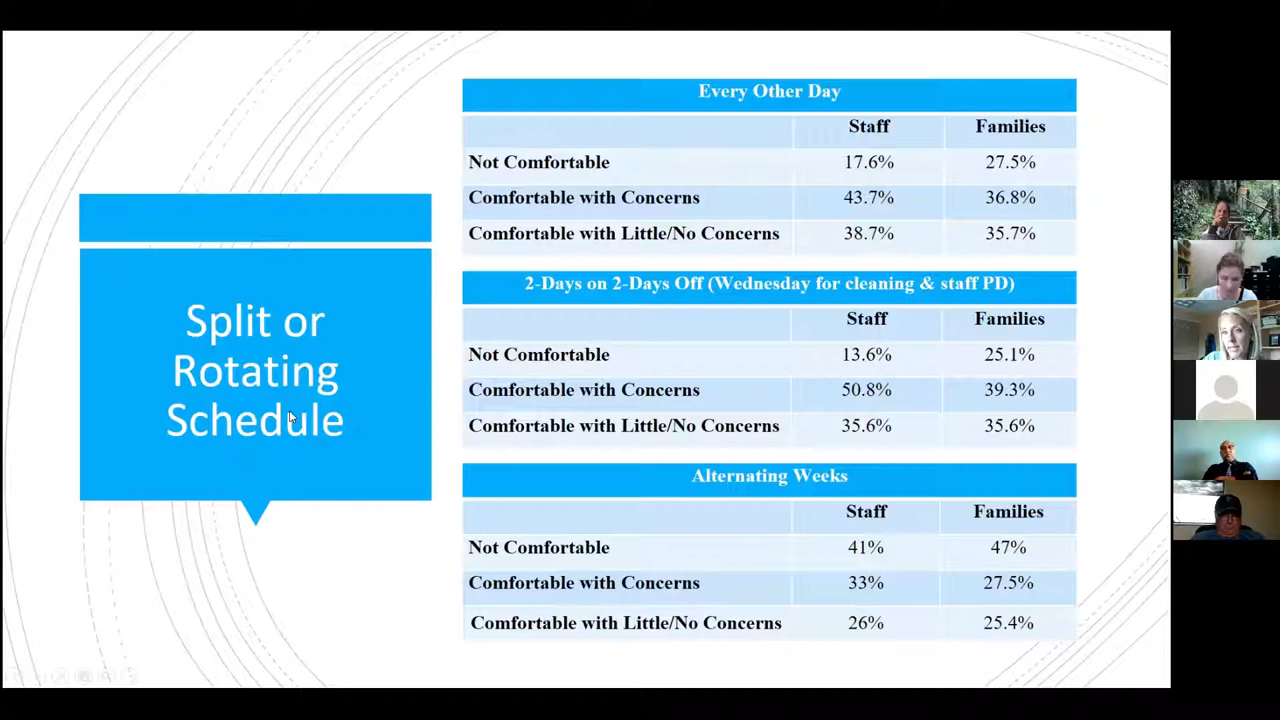 Split or
Rotating
Schedule
Every Other Day
Staff Families
Not Comfortable 17.6% 27.5%
Comfortable with Concerns 43.7% 36.8%
Comfortable with Little/No Concerns 38.7% 35.7%
2-Days on 2-Days Off (Wednesday for cleaning & staff PD)
Staff Families
Not Comfortable 13.6% 25.1%
Comfortable with Concerns 50.8% 39.3%
Comfortable with Little/No Concerns 35.6% 35.6%
Alternating Weeks
Staff Families
Not Comfortable 41% 47%
Comfortable with Concerns 33% 27.5%
Comfortable with Little/No Concerns 26% 25.4%